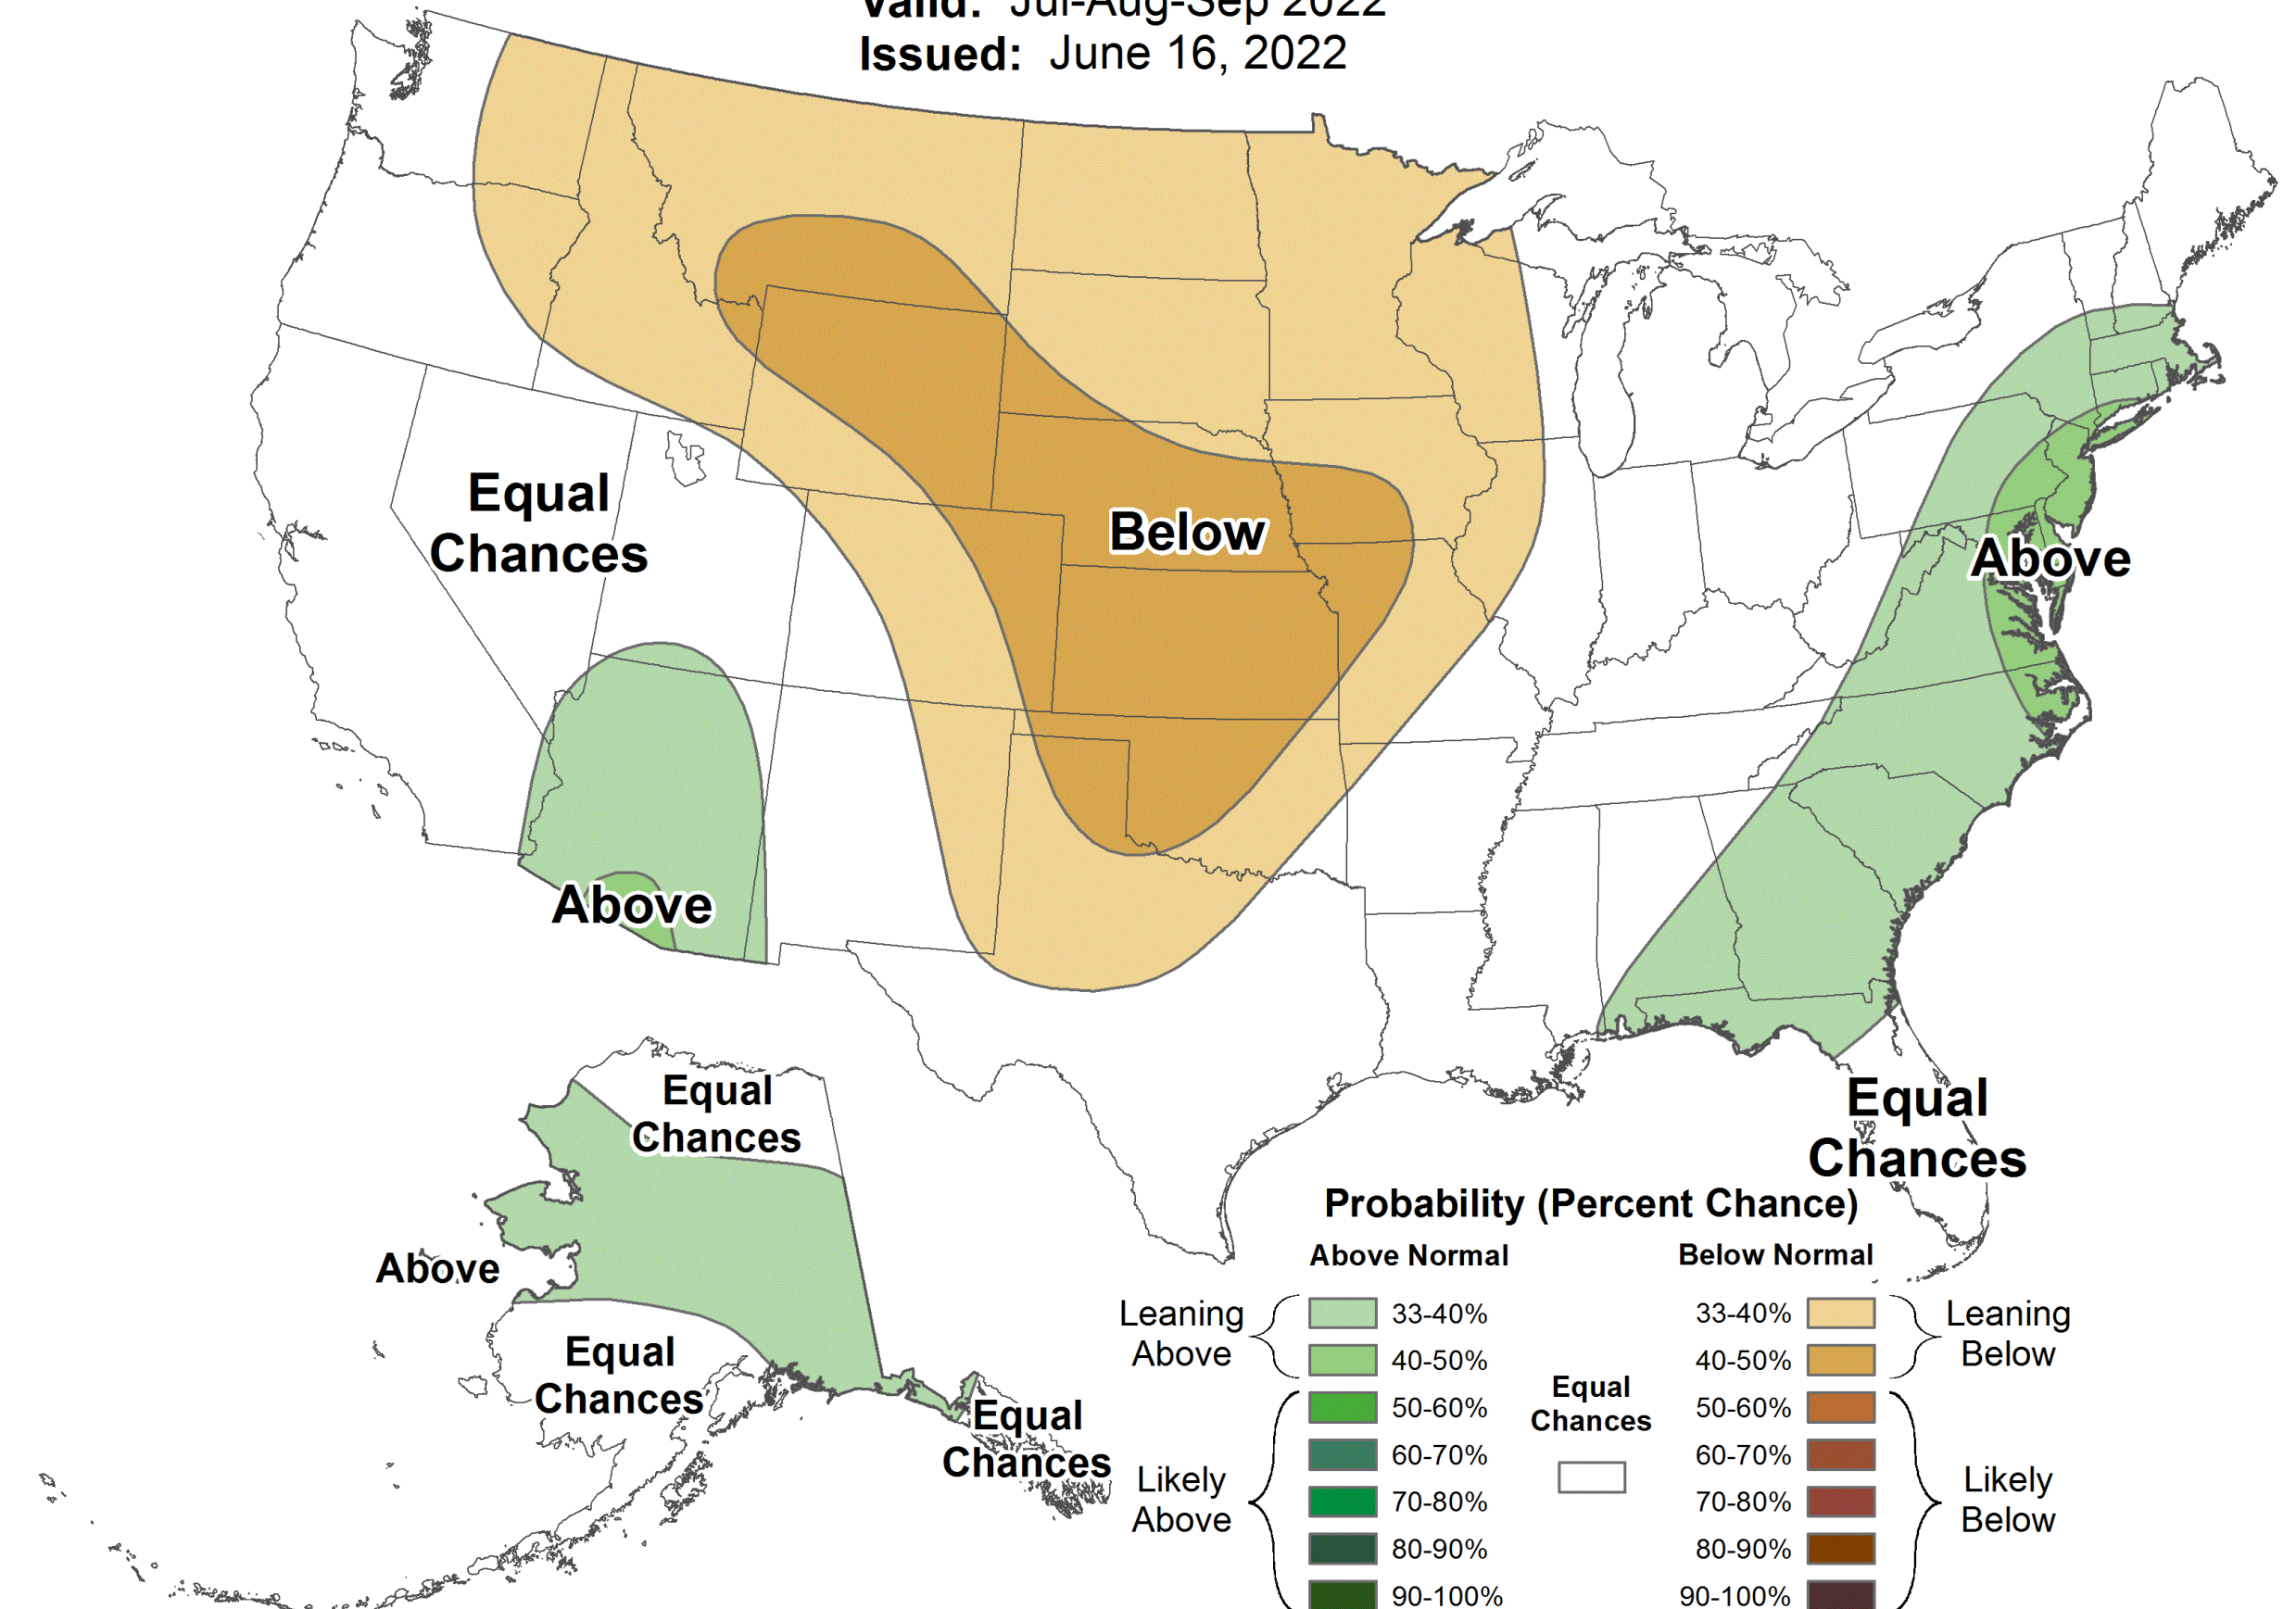 Valid: Jul-Aug-Sep 2022
Issued: June 16, 2022
Equal
Chances
Below
Above
Above
Equal
Chances
Above
Equal
Chances
Equal
Chances
Equal
Chances
Probability (Percent Chance)
Above Normal
Below Normal
Leaning
Above
33-40%
40-50%
Likely
Above
50-60%
60-70%
70-80%
80-90%
90-100%
Equal
Chances
33-40%
40-50%
Leaning
Below
50-60%
60-70%
70-80%
80-90%
90-100%
Likely
Below